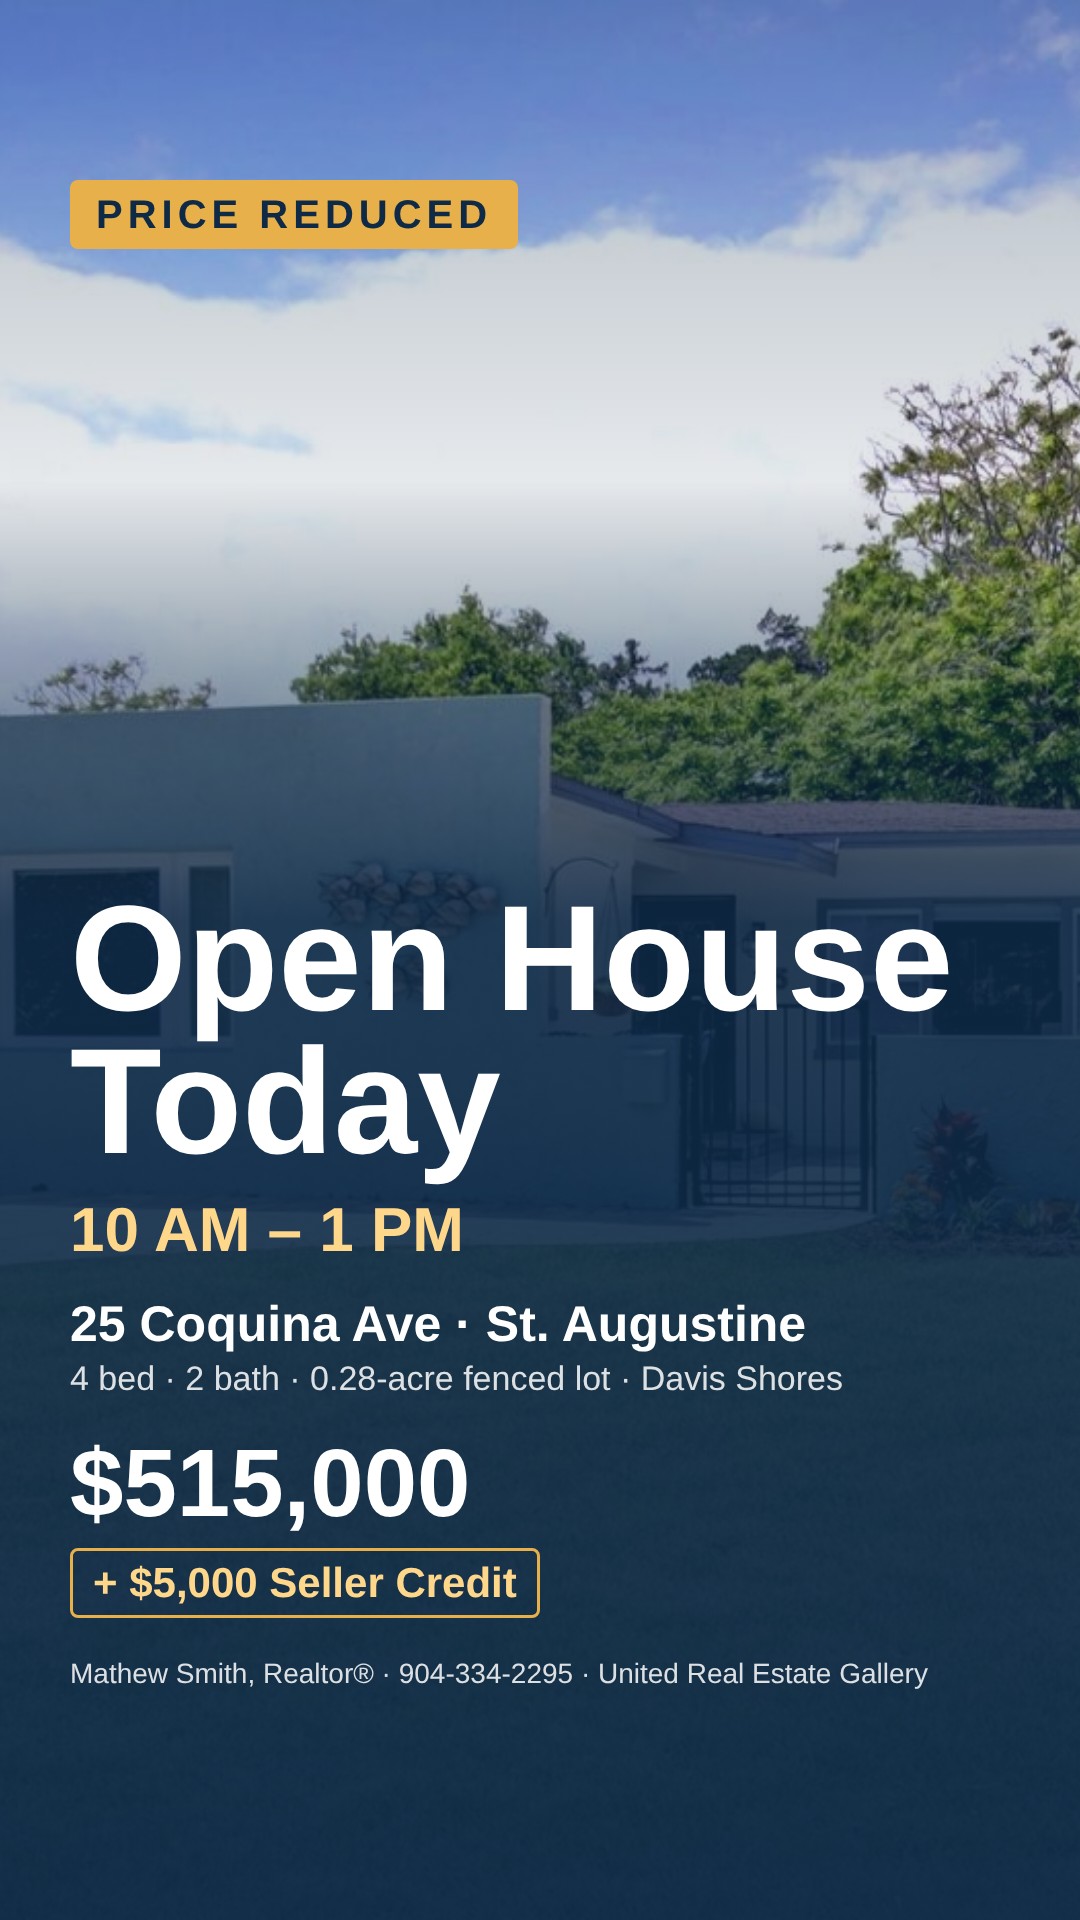 PRICE REDUCED
Open House
Today
10 AM – 1 PM
25 Coquina Ave · St. Augustine
4 bed · 2 bath · 0.28-acre fenced lot · Davis Shores
$515,000
+ $5,000 Seller Credit
Mathew Smith, Realtor® · 904-334-2295 · United Real Estate Gallery